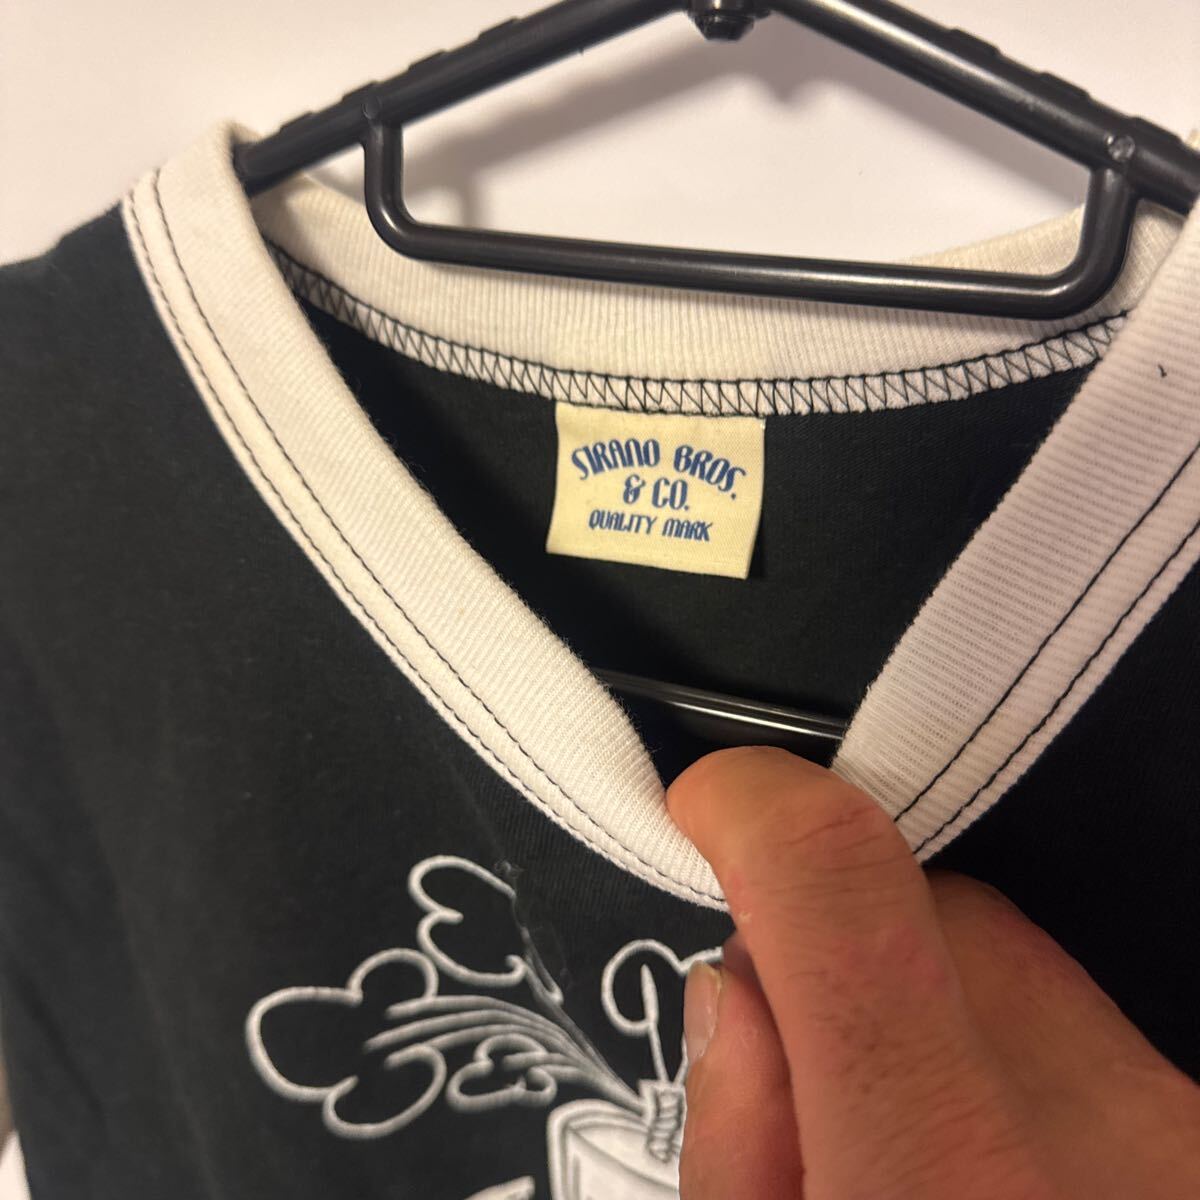 SIRANO BROS.
& CO.
QUALITY MARK